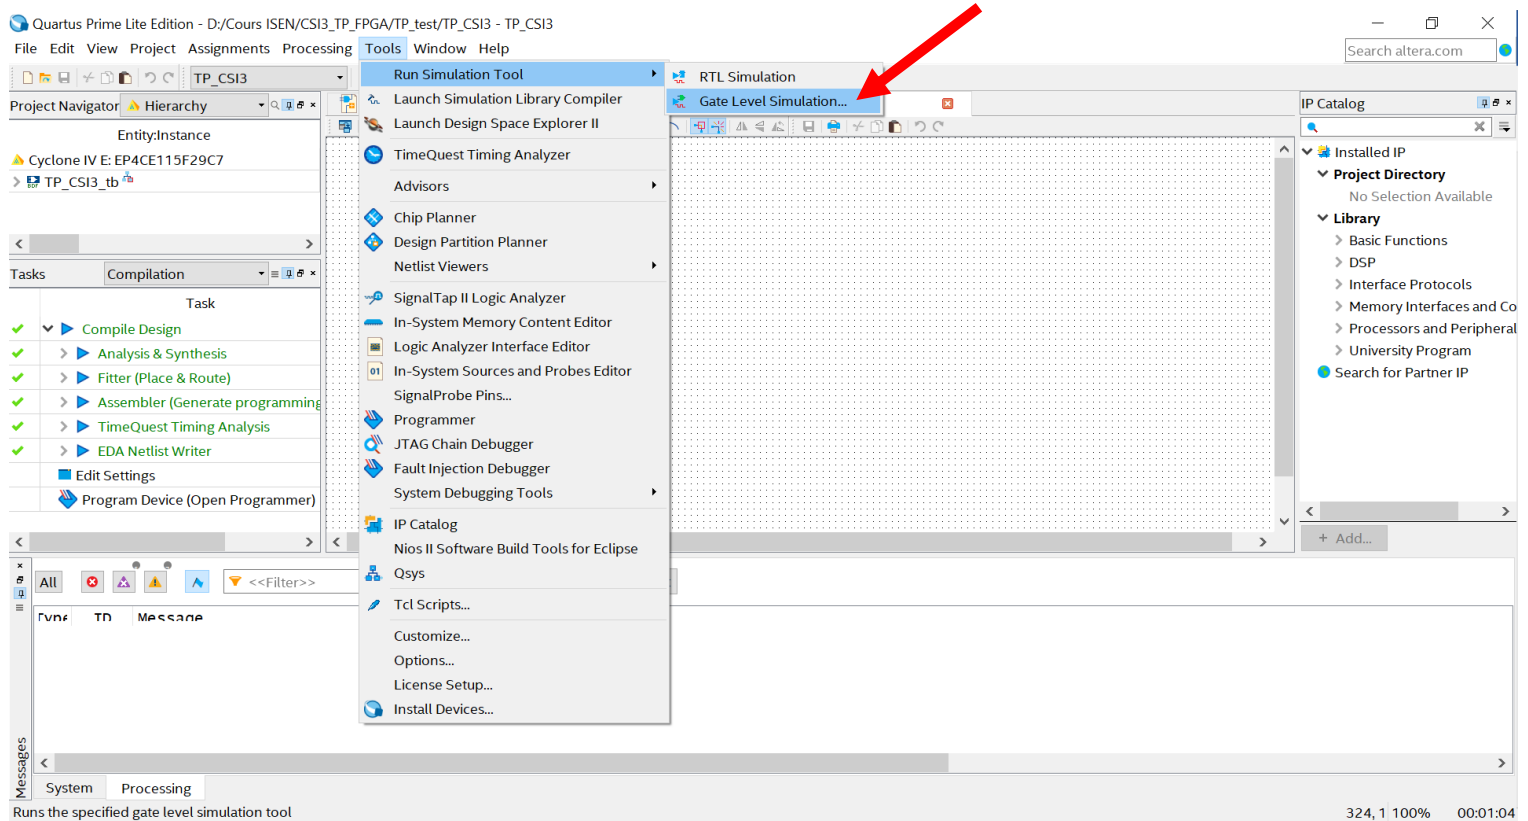 Quartus Prime Lite Edition - D:/Cours ISEN/CSI3_TP_FPGA/TP_test/TP_CSI3 - TP_CSI3
File Edit View Project Assignments Processing Tools Window Help
Search altera.com
TP_CSI3
Project Navigator Hierarchy
Entity:Instance
Cyclone IV E: EP4CE115F29C7
TP_CSI3_tb
Tasks Compilation
Task
Compile Design
Analysis & Synthesis
Fitter (Place & Route)
Assembler (Generate programming
TimeQuest Timing Analysis
EDA Netlist Writer
Edit Settings
Program Device (Open Programmer)
Run Simulation Tool
Launch Simulation Library Compiler
Launch Design Space Explorer II
TimeQuest Timing Analyzer
Advisors
Chip Planner
Design Partition Planner
Netlist Viewers
SignalTap II Logic Analyzer
In-System Memory Content Editor
Logic Analyzer Interface Editor
In-System Sources and Probes Editor
SignalProbe Pins...
Programmer
JTAG Chain Debugger
Fault Injection Debugger
System Debugging Tools
IP Catalog
Nios II Software Build Tools for Eclipse
Qsys
Tcl Scripts...
Customize...
Options...
License Setup...
Install Devices...
RTL Simulation
Gate Level Simulation...
IP Catalog
Installed IP
Project Directory
No Selection Available
Library
Basic Functions
DSP
Interface Protocols
Memory Interfaces and Co
Processors and Peripheral
University Program
Search for Partner IP
+ Add...
All
<<Filter>>
Type ID Message
Messages
System Processing
Runs the specified gate level simulation tool
324, 1 100% 00:01:04